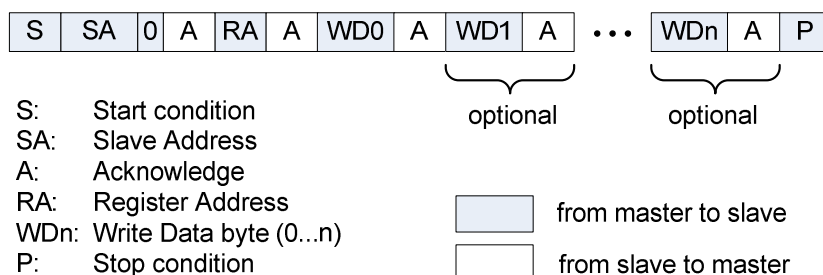 S SA 0 A RA A WD0 A WD1 A ••• WDn A P
optional optional
S: Start condition
SA: Slave Address
A: Acknowledge
RA: Register Address
WDn: Write Data byte (0...n)
P: Stop condition
from master to slave
from slave to master